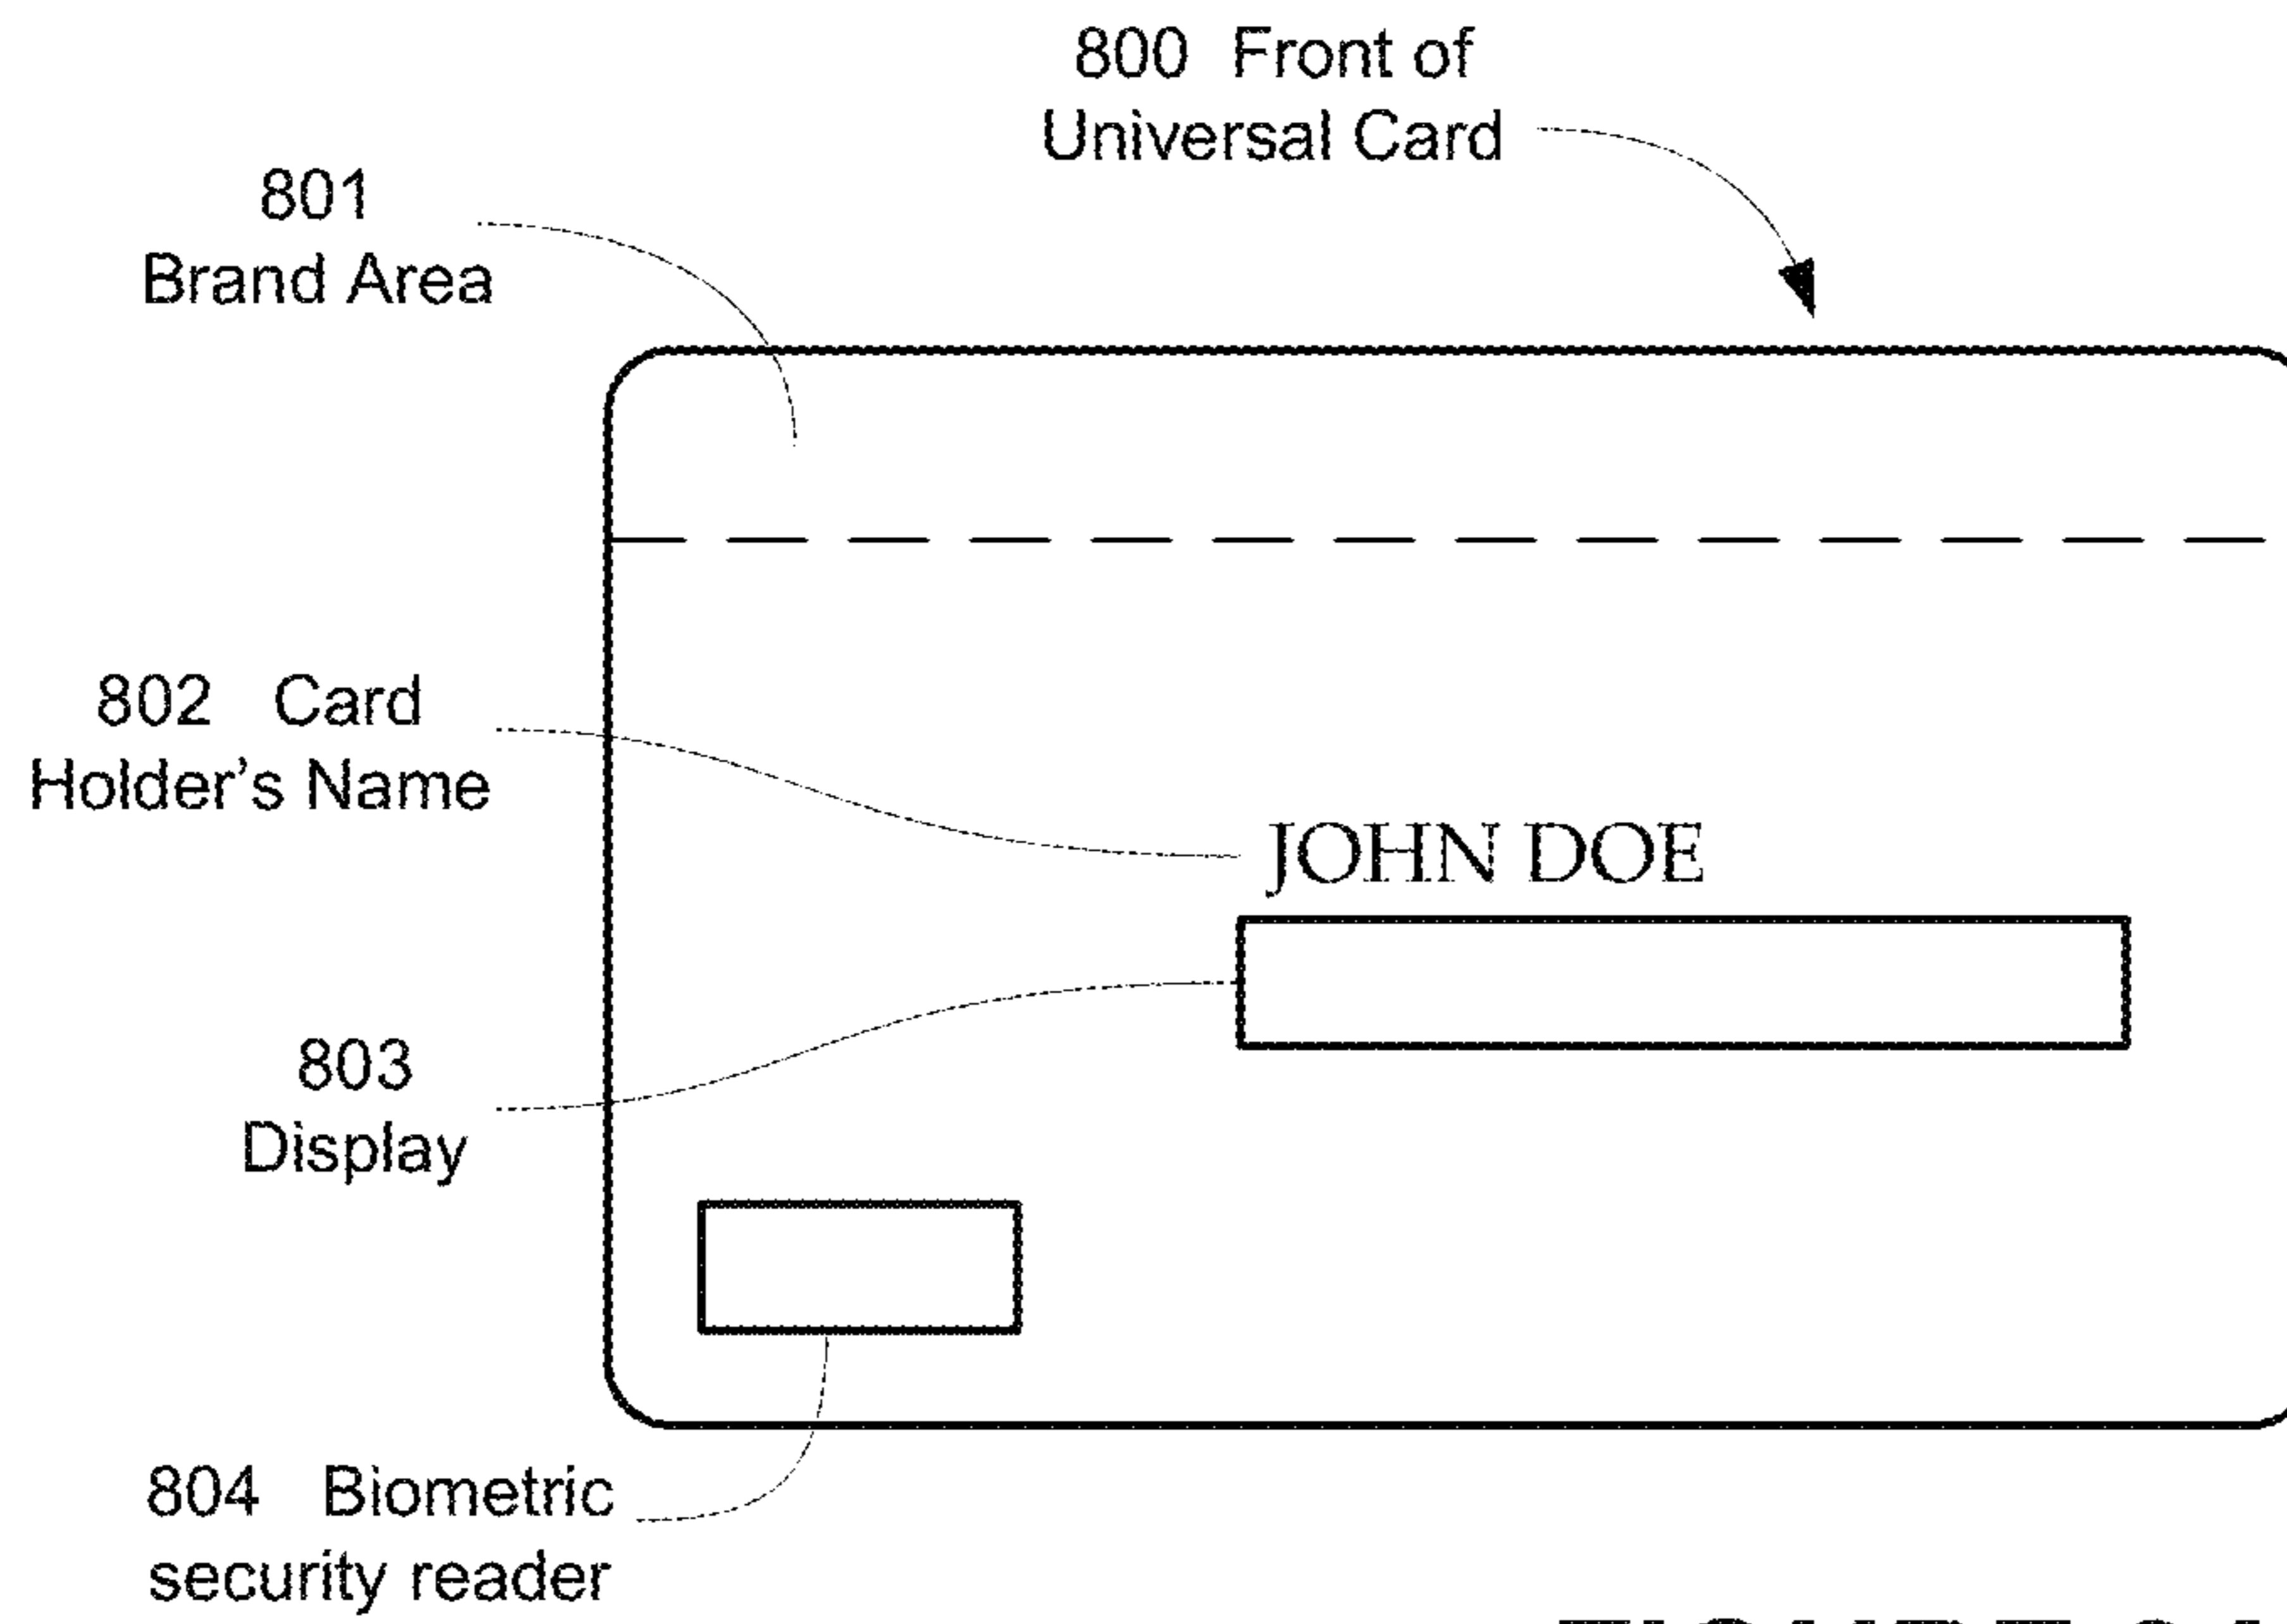 800 Front of
Universal Card
801
Brand Area
802 Card
Holder's Name
JOHN DOE
803
Display
804 Biometric
security reader